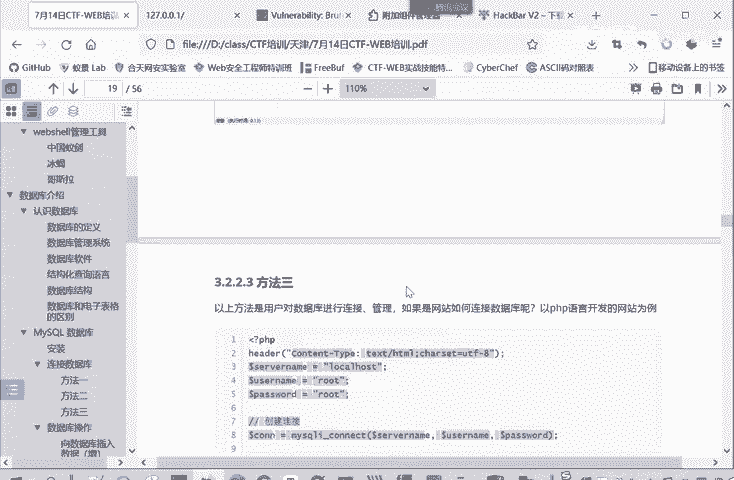 7月14日CTF-WEB培训
127.0.0.1/
Vulnerability: Bru
附加组件管理器
HackBar V2 – 下载
file:///D:/class/CTF培训/天津/7月14日CTF-WEB培训.pdf
GitHub
蚁景 Lab
合天网安实验室
Web安全工程师特训班
FreeBuf
CTF-WEB实战技能特...
CyberChef
ASCII码对照表
移动设备上的书签
19 / 56
110%
webshell管理工具
中国蚁剑
冰蝎
哥斯拉
数据库介绍
认识数据库
数据库的定义
数据库管理系统
数据库软件
结构化查询语言
数据库结构
数据库和电子表格
的区别
MySQL 数据库
安装
连接数据库
方法一
方法二
方法三
数据库操作
向数据库插入
数据（增）
3.2.2.3 方法三
以上方法是用户对数据库进行连接、管理，如果是网站如何连接数据库呢？以php语言开发的网站为例
1 <?php
2 header("Content-Type: text/html;charset=utf-8");
3 $servername = "localhost";
4 $username = "root";
5 $password = "root";
6
7 // 创建连接
8 $conn = mysqli_connect($servername, $username, $password);
9